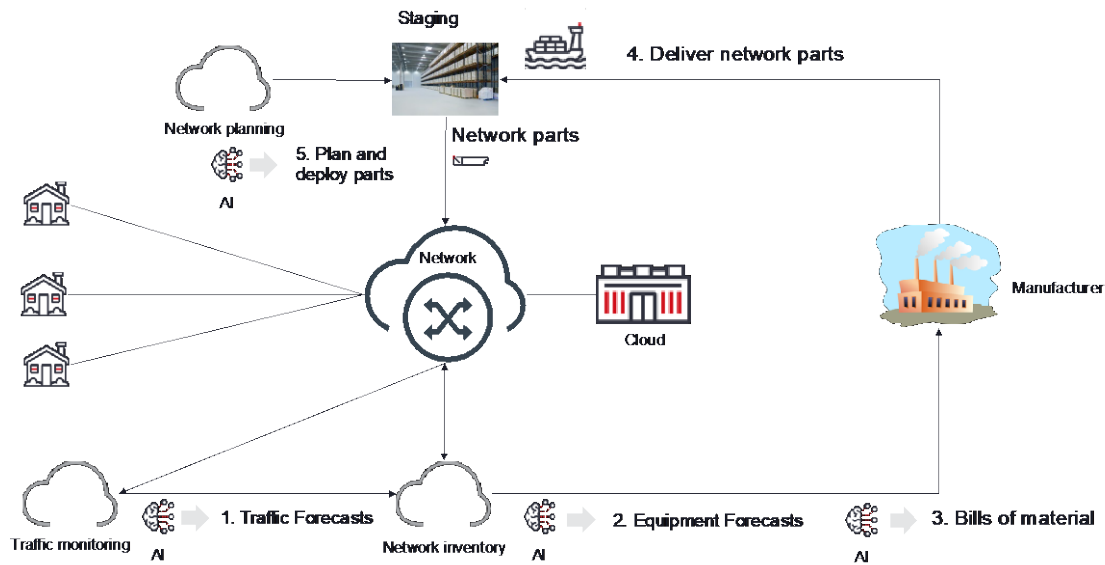 Staging
4. Deliver network parts
Network planning
Network parts
5. Plan and
deploy parts
AI
Network
Manufacturer
Cloud
1. Traffic Forecasts
2. Equipment Forecasts
3. Bills of material
Traffic monitoring
AI
Network inventory
AI
AI